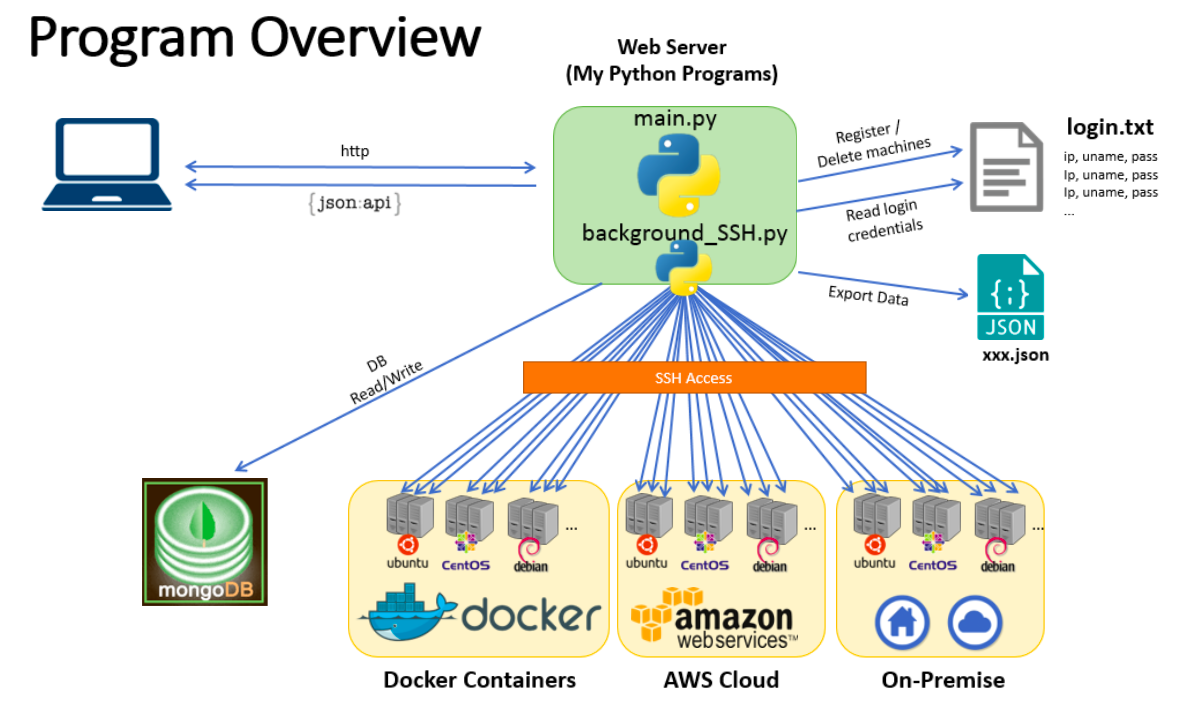 Program Overview
Web Server
(My Python Programs)
main.py
background_SSH.py
http
{json:api}
Register /
Delete machines
Read login
credentials
login.txt
ip, uname, pass
Ip, uname, pass
Ip, uname, pass
...
Export Data
{;}
JSON
xxx.json
DB
Read/Write
SSH Access
mongoDB
...
ubuntu
CentOS
debian
docker
Docker Containers
...
ubuntu
CentOS
debian
amazon
webservices™
AWS Cloud
...
ubuntu
CentOS
debian
On-Premise